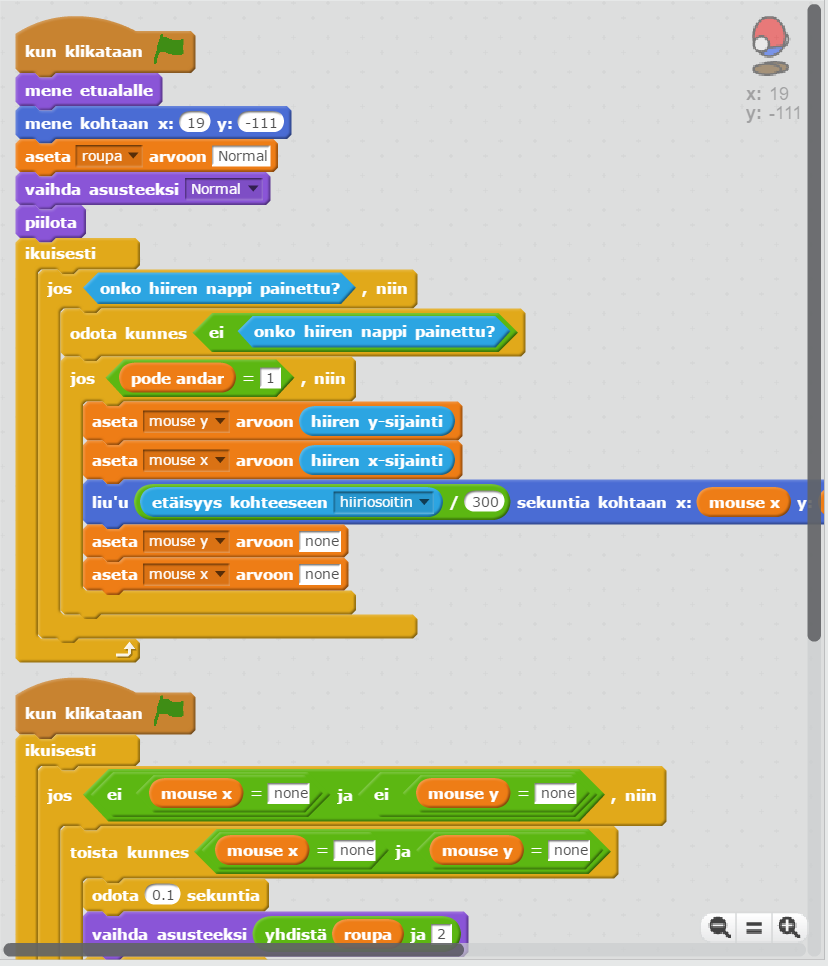 kun klikataan
mene etualalle
mene kohtaan x: 19 y: -111
aseta roupa arvoon Normal
vaihda asusteeksi Normal
piilota
ikuisesti
jos onko hiiren nappi painettu? , niin
odota kunnes ei onko hiiren nappi painettu?
jos pode andar = 1 , niin
aseta mouse y arvoon hiiren y-sijainti
aseta mouse x arvoon hiiren x-sijainti
liu'u etäisyys kohteeseen hiiriosoitin / 300 sekuntia kohtaan x: mouse x y:
aseta mouse y arvoon none
aseta mouse x arvoon none
x: 19
y: -111
kun klikataan
ikuisesti
jos ei mouse x = none ja ei mouse y = none , niin
toista kunnes mouse x = none ja mouse y = none
odota 0.1 sekuntia
vaihda asusteeksi yhdistä roupa ja 2